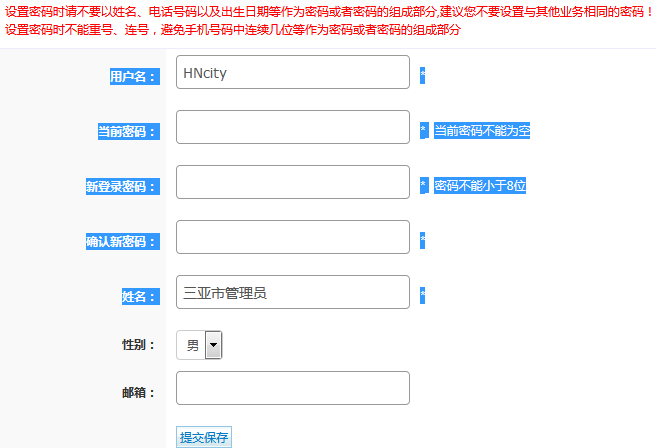 设置密码时请不要以姓名、电话号码以及出生日期等作为密码或者密码的组成部分,建议您不要设置与其他业务相同的密码！
设置密码时不能重号、连号，避免手机号码中连续几位等作为密码或者密码的组成部分
用户名： HNcity *
当前密码： * 当前密码不能为空
新登录密码： * 密码不能小于8位
确认新密码： *
姓名： 三亚市管理员 *
性别： 男
邮箱：
提交保存